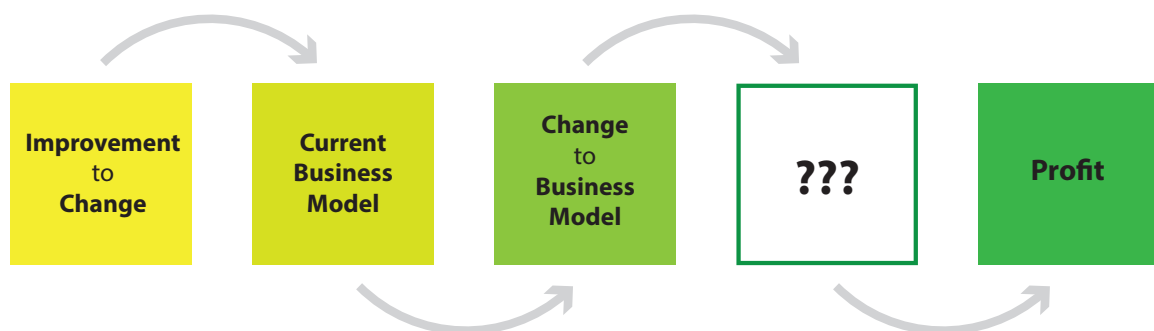 Improvement
to
Change
Current
Business
Model
Change
to
Business
Model
???
Profit